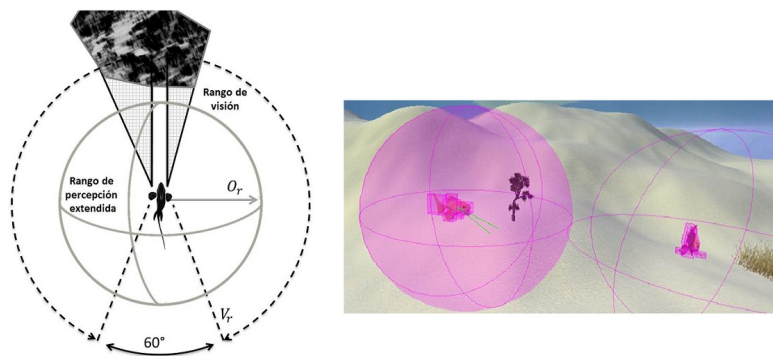 Rango de
visión
Rango de
percepción
extendida
O_r
V_r
60°